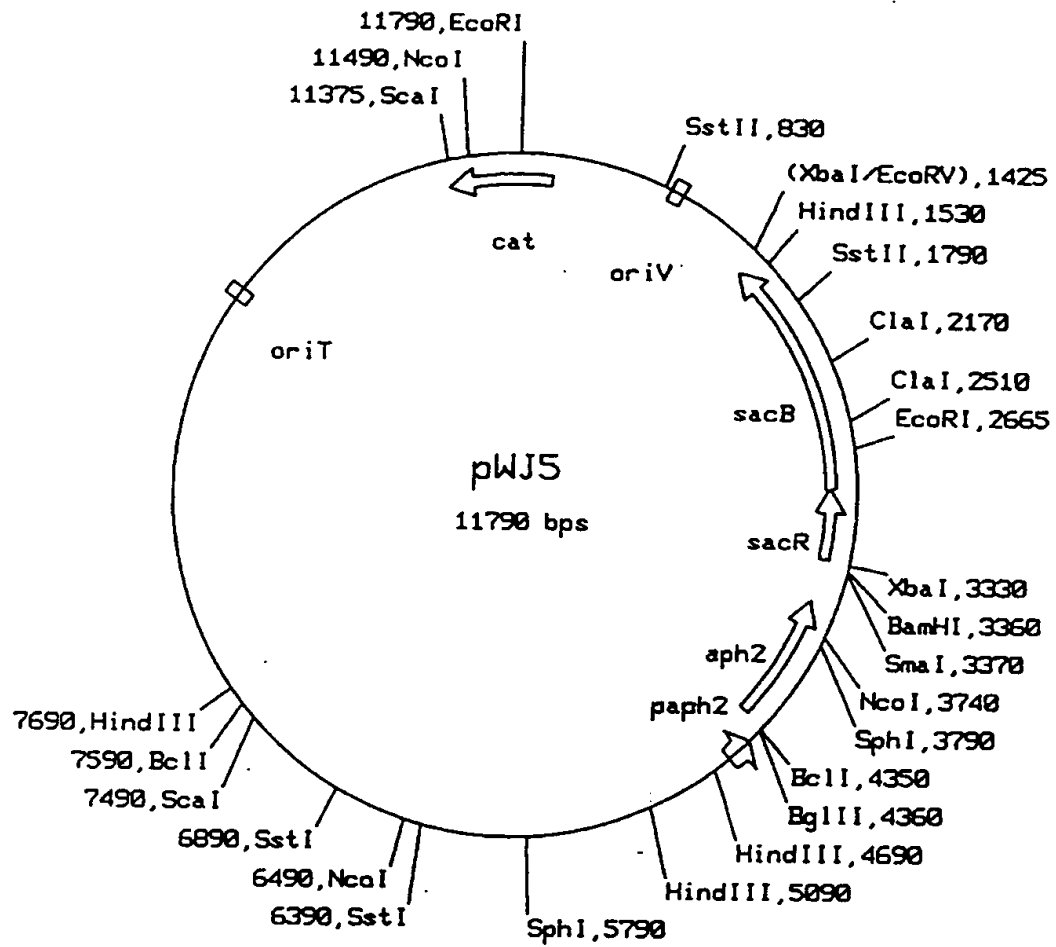 11790,EcoRI
11490,NcoI
11375,ScaI
SstII,830
(XbaI/EcoRV),1425
HindIII,1530
SstII,1790
ClaI,2170
ClaI,2510
EcoRI,2665
cat
oriV
oriT
sacB
pWJ5
11790 bps
sacR
XbaI,3330
BamHI,3360
SmaI,3370
NcoI,3740
SphI,3790
aph2
paph2
BclI,4350
BglII,4360
HindIII,4690
HindIII,5090
SphI,5790
7690,HindIII
7590,BclI
7490,ScaI
6890,SstI
6490,NcoI
6390,SstI